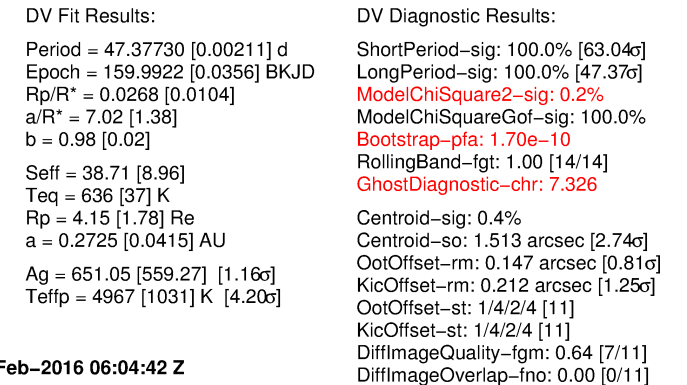 DV Fit Results:
Period = 47.37730 [0.00211] d
Epoch = 159.9922 [0.0356] BKJD
Rp/R* = 0.0268 [0.0104]
a/R* = 7.02 [1.38]
b = 0.98 [0.02]
Seff = 38.71 [8.96]
Teq = 636 [37] K
Rp = 4.15 [1.78] Re
a = 0.2725 [0.0415] AU
Ag = 651.05 [559.27] [1.16σ]
Teffp = 4967 [1031] K [4.20σ]
Feb−2016 06:04:42 Z
DV Diagnostic Results:
ShortPeriod−sig: 100.0% [63.04σ]
LongPeriod−sig: 100.0% [47.37σ]
ModelChiSquare2−sig: 0.2%
ModelChiSquareGof−sig: 100.0%
Bootstrap−pfa: 1.70e−10
RollingBand−fgt: 1.00 [14/14]
GhostDiagnostic−chr: 7.326
Centroid−sig: 0.4%
Centroid−so: 1.513 arcsec [2.74σ]
OotOffset−rm: 0.147 arcsec [0.81σ]
KicOffset−rm: 0.212 arcsec [1.25σ]
OotOffset−st: 1/4/2/4 [11]
KicOffset−st: 1/4/2/4 [11]
DiffImageQuality−fgm: 0.64 [7/11]
DiffImageOverlap−fno: 0.00 [0/11]